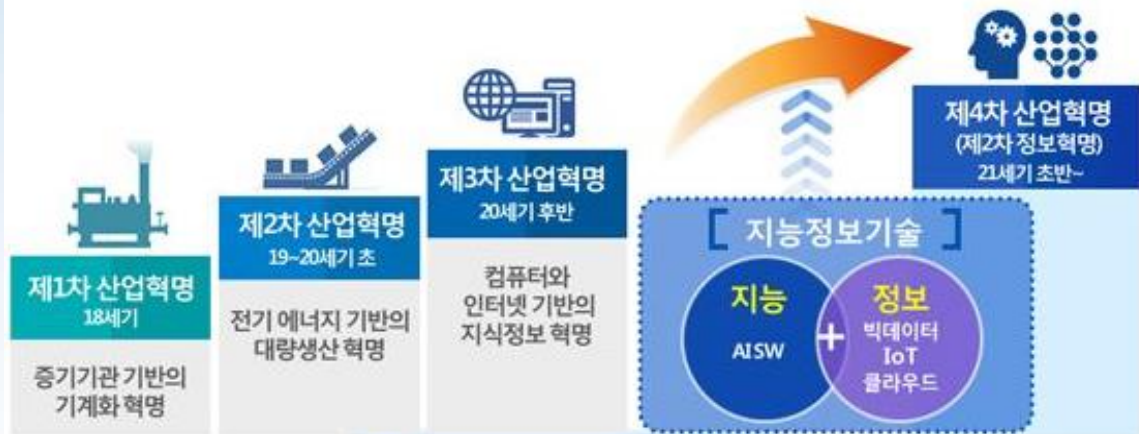 제1차 산업혁명
18세기
증기기관 기반의
기계화 혁명
제2차 산업혁명
19~20세기 초
전기 에너지 기반의
대량생산 혁명
제3차 산업혁명
20세기 후반
컴퓨터와
인터넷 기반의
지식정보 혁명
[ 지능정보기술 ]
지능
AISW
+
정보
빅데이터
IoT
클라우드
제4차 산업혁명
(제2차 정보혁명)
21세기 초반~